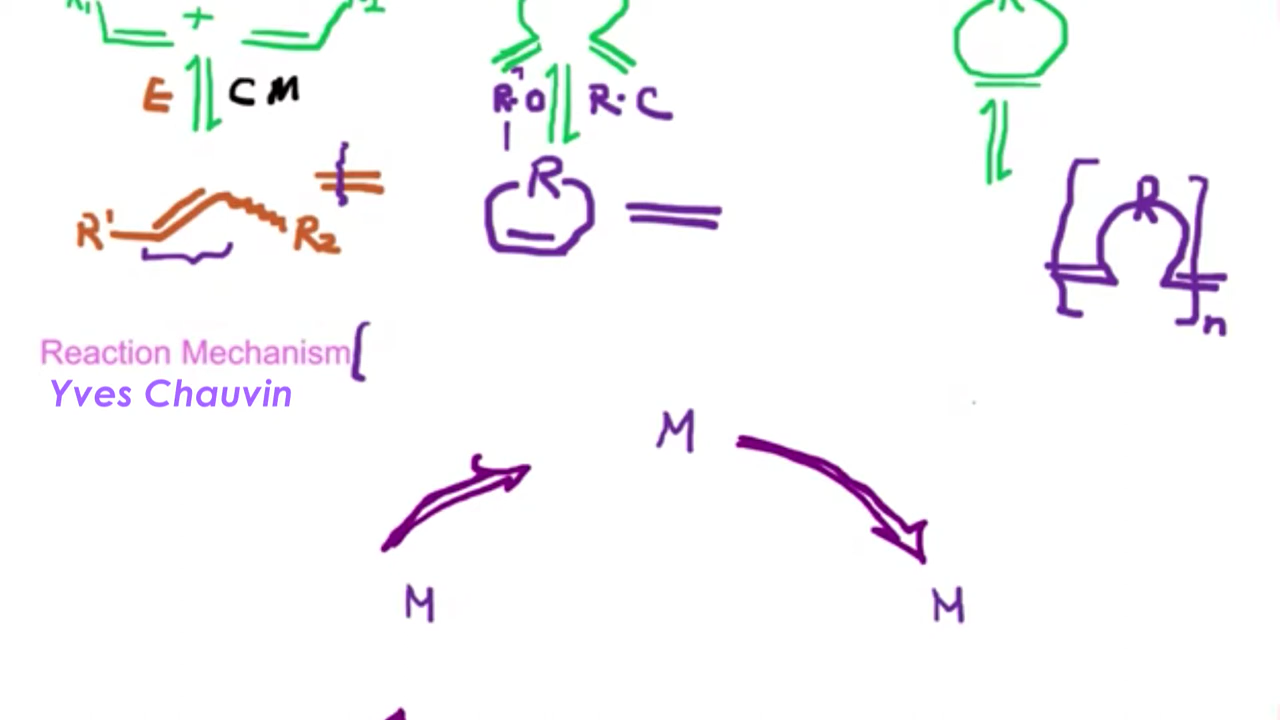 +
R
E CM
R·O R·C
R
R
R' R2
n
Reaction Mechanism
Yves Chauvin
M
M M